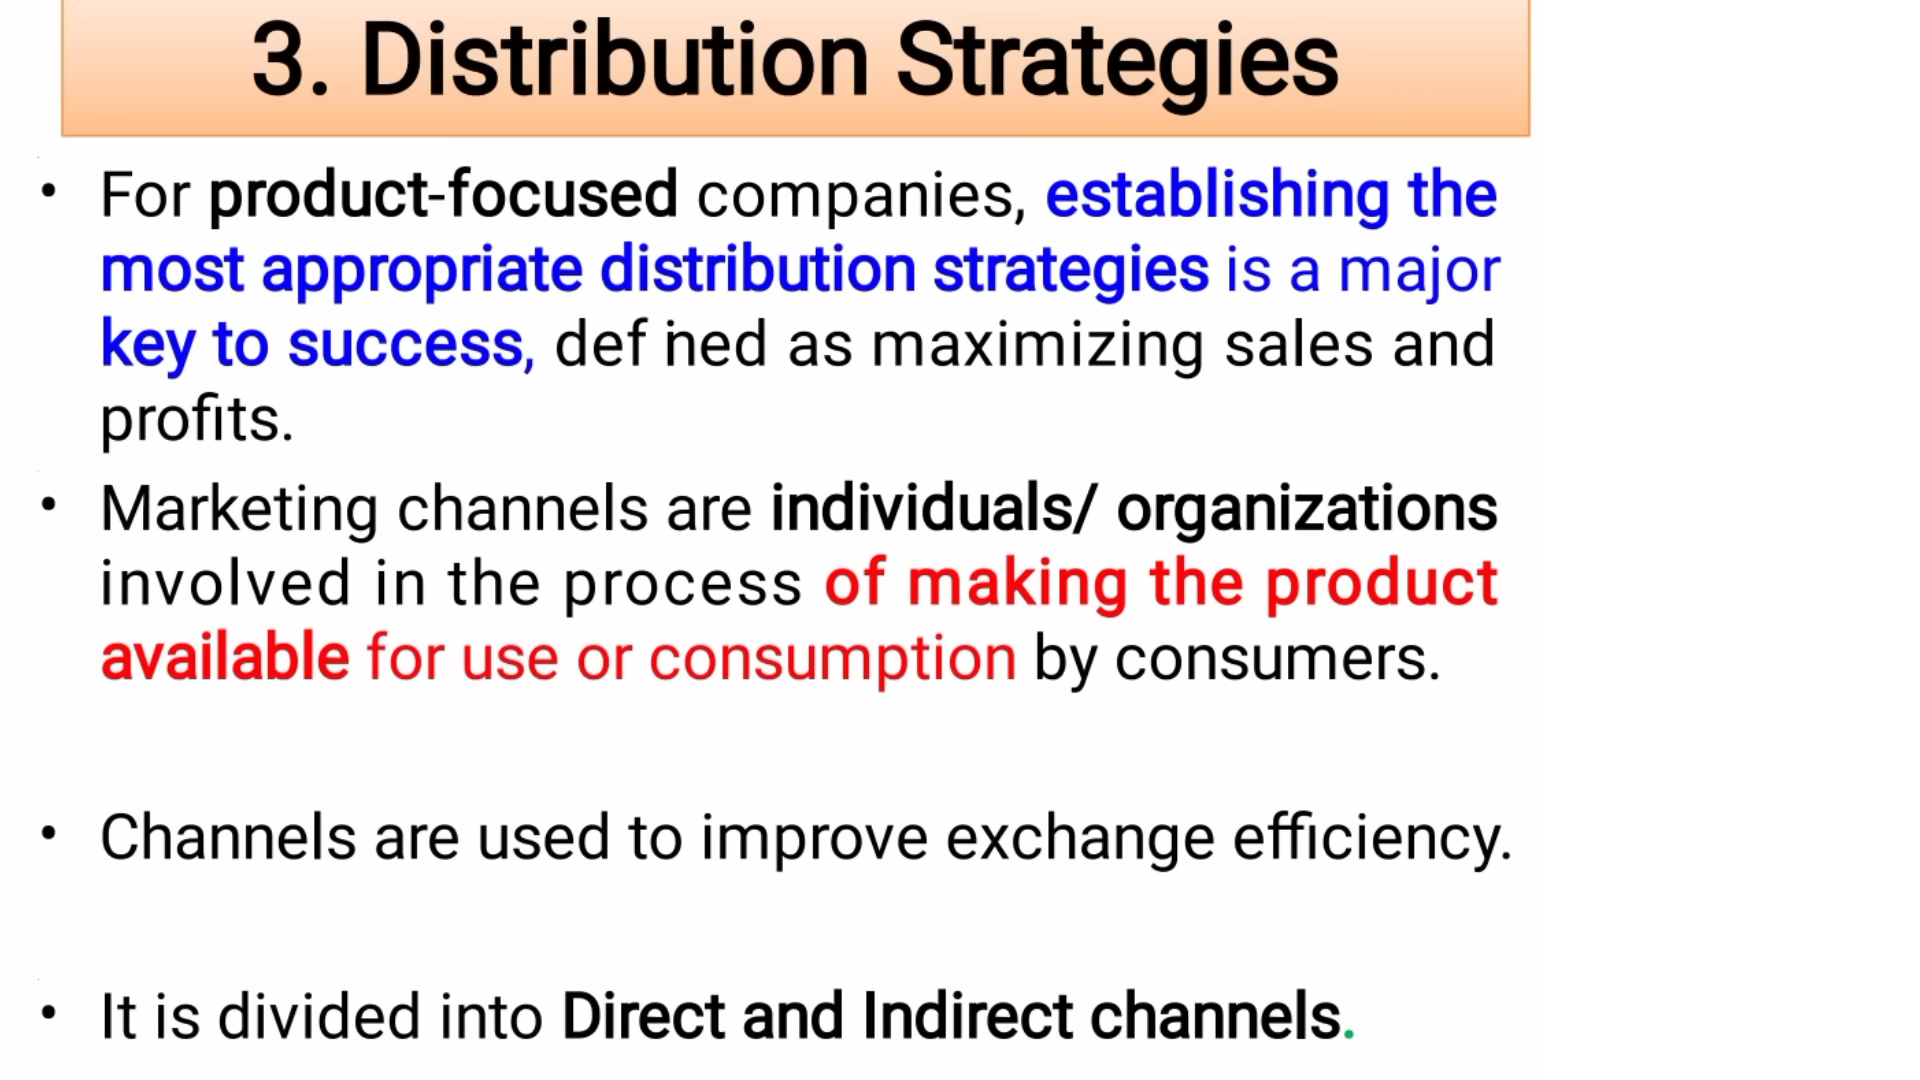 3. Distribution Strategies
• For product-focused companies, establishing the
most appropriate distribution strategies is a major
key to success, def ined as maximizing sales and
profits.
• Marketing channels are individuals/ organizations
involved in the process of making the product
available for use or consumption by consumers.
• Channels are used to improve exchange efficiency.
• It is divided into Direct and Indirect channels.